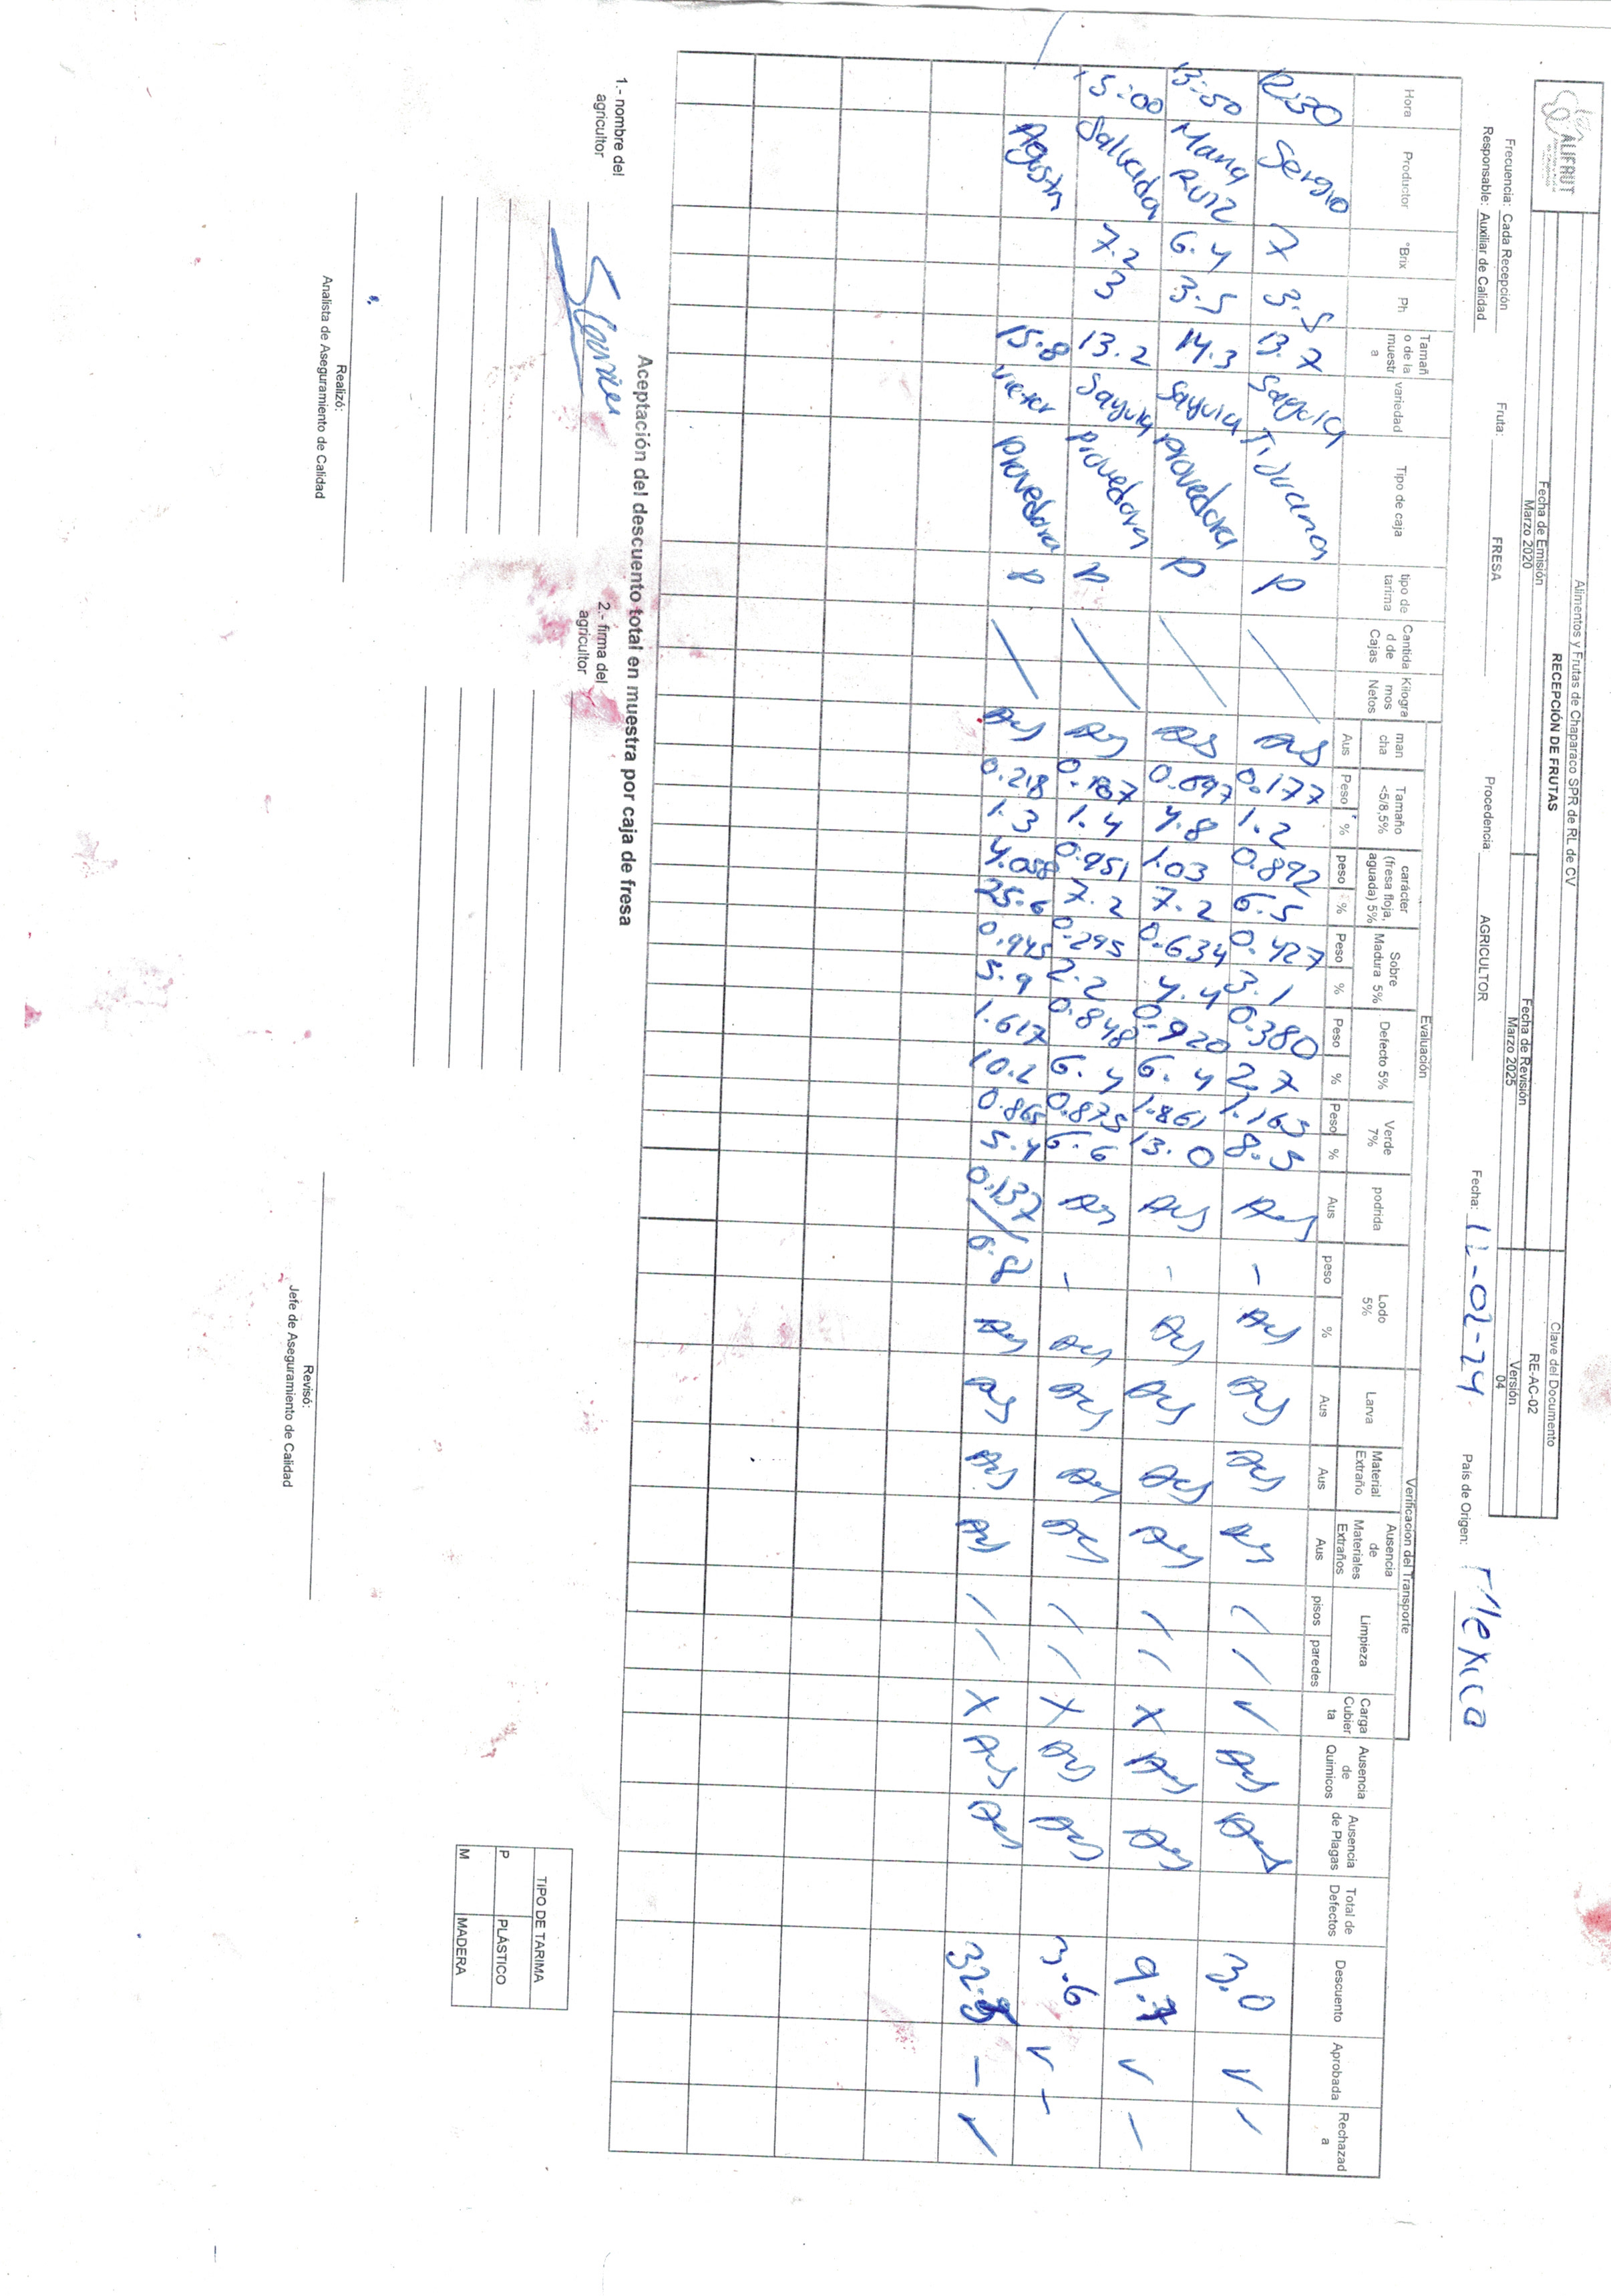 ALIFRUT
Alimentos y Frutas de Chaparaco SPR de RL de CV
RECEPCIÓN DE FRUTAS
Fecha de Emisión
Marzo 2020
Fecha de Revisión
Marzo 2025
Clave del Documento
RE-AC-02
Versión
04
Frecuencia: Cada Recepción
Responsable: Auxiliar de Calidad
Fruta: FRESA
Procedencia: AGRICULTOR
Fecha: 12-02-24
País de Origen: Mexico
Evaluación
Verificacion del Transporte
Hora Productor °Brix Ph Tamaño de la muestra variedad Tipo de caja tipo de tarima Cantidad de Cajas Kilogramos Netos mancha Tamaño <5/8,5% carácter (fresa floja, aguada) 5% Sobre Madura 5% Defecto 5% Verde 7% podrida Lodo 5% Larva Material Extraño Ausencia de Materiales Extraños Limpieza Carga Cubierta Ausencia de Quimicos Ausencia de Plagas Total de Defectos Descuento Aprobada Rechazada
Aus Peso % peso % Peso % Peso % Peso % Aus peso % Aus Aus Aus pisos paredes
12:30 Sergio 7 3.5 13.7 Sayula Tijuana P / Aus 0.177 1.2 0.892 6.5 0.427 3.1 0.380 2.7 1.165 8.5 Aus - Aus Aus Aus Aus / / ✓ Aus Aus 3.0 ✓ -
13:50 Maria Ruiz 6.4 3.5 14.3 Sayula Provedora P / Aus 0.697 4.8 1.03 7.2 0.634 4.4 0.920 6.4 1.861 13.0 Aus - Aus Aus Aus Aus / / X Aus Aus 9.7 ✓ -
15:00 Salvador 7.2 3 13.2 Sayula Provedora P / Aus 0.187 1.4 0.951 7.2 0.295 2.2 0.848 6.4 0.875 6.6 Aus - Aus Aus Aus Aus / / X Aus Aus 3.6 ✓ -
Agustin 15.8 Victor Provedora P / Aus 0.218 1.3 4.058 25.6 0.945 5.9 1.617 10.2 0.865 5.4 0.137 / 0.8 Aus Aus Aus Aus / / X Aus Aus 32.5 - ✓
Aceptación del descuento total en muestra por caja de fresa
1.- nombre del agricultor
2.- firma del agricultor
TIPO DE TARIMA
P PLÁSTICO
M MADERA
Realizó:
Analista de Aseguramiento de Calidad
Revisó:
Jefe de Aseguramiento de Calidad